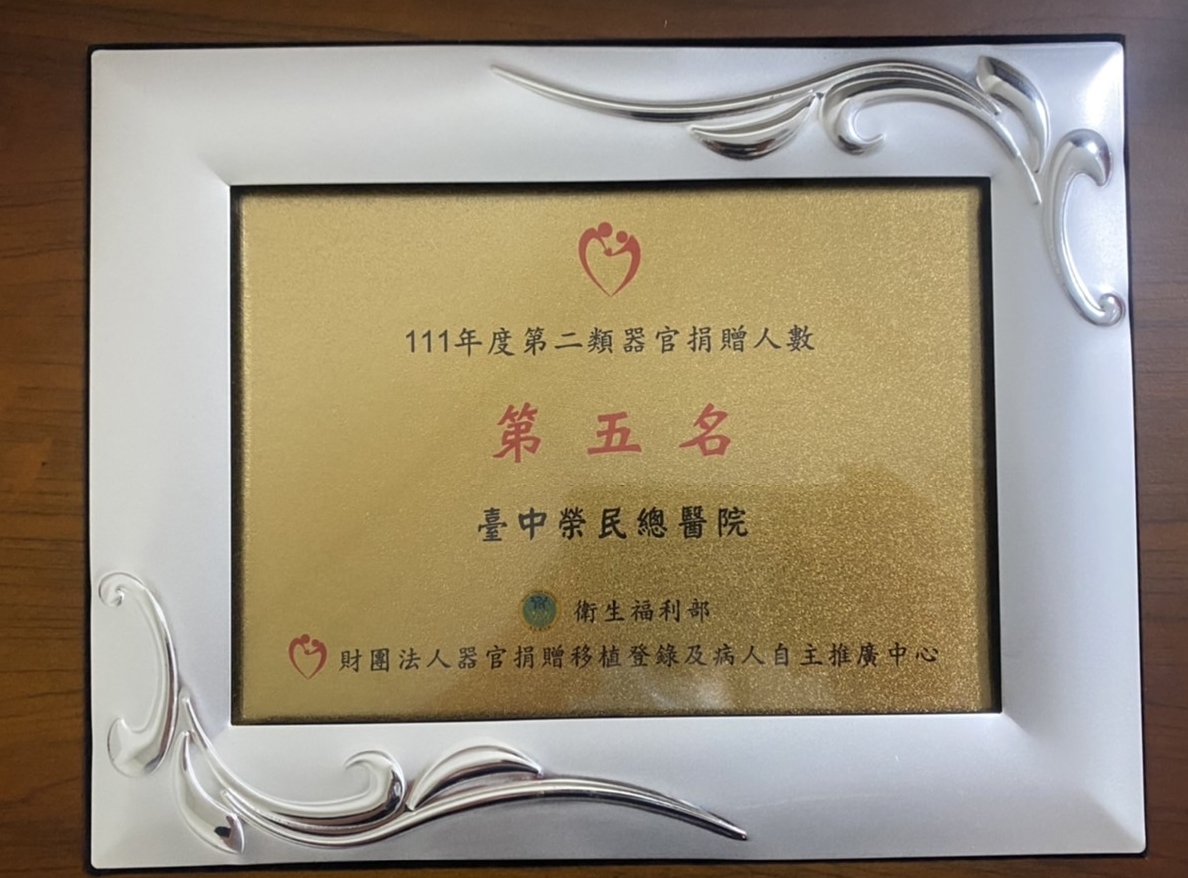 111年度第二類器官捐贈人數
第五名
臺中榮民總醫院
衛生福利部
財團法人器官捐贈移植登錄及病人自主推廣中心